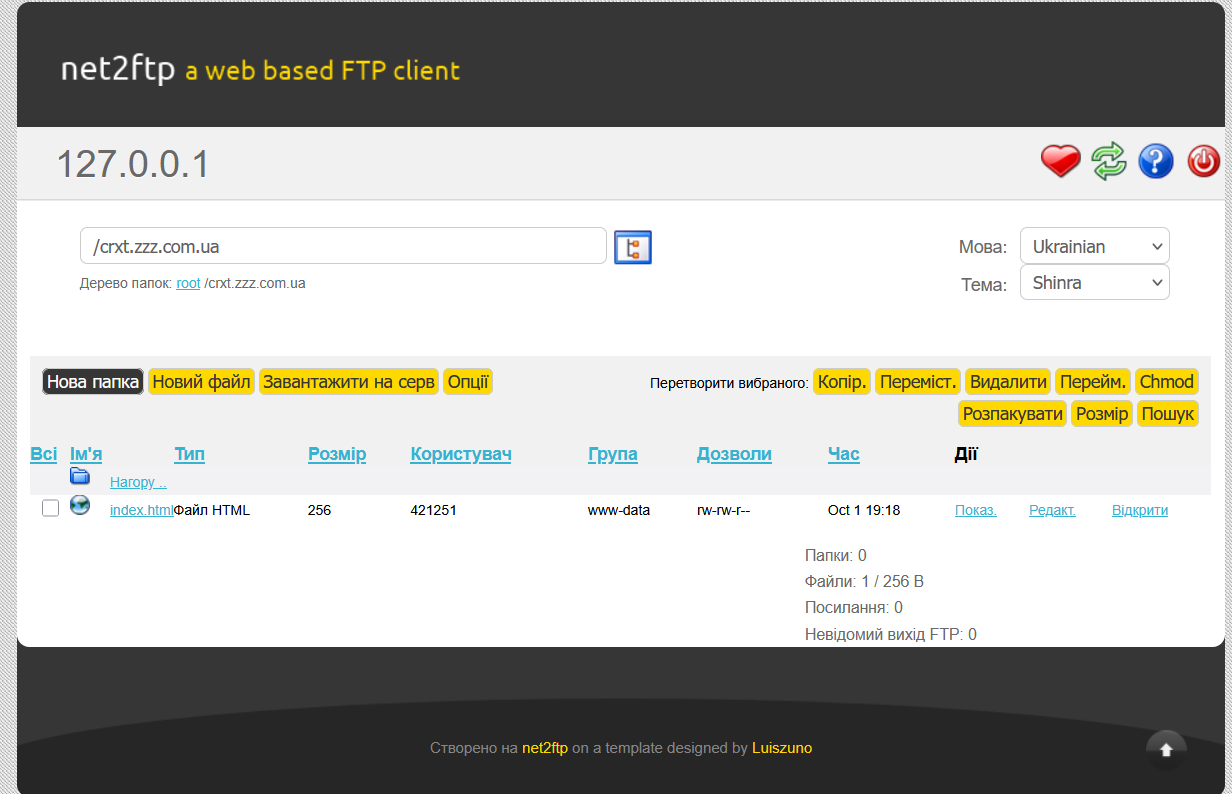 net2ftp a web based FTP client
127.0.0.1
/crxt.zzz.com.ua
Мова: Ukrainian
Дерево папок: root /crxt.zzz.com.ua
Тема: Shinra
Нова папка Новий файл Завантажити на серв Опції Перетворити вибраного: Копір. Переміст. Видалити Перейм. Chmod
Розпакувати Розмір Пошук
Всі Ім'я Тип Розмір Користувач Група Дозволи Час Дії
Нагору ..
index.html Файл HTML 256 421251 www-data rw-rw-r-- Oct 1 19:18 Показ. Редакт. Відкрити
Папки: 0
Файли: 1 / 256 B
Посилання: 0
Невідомий вихід FTP: 0
Створено на net2ftp on a template designed by Luiszuno